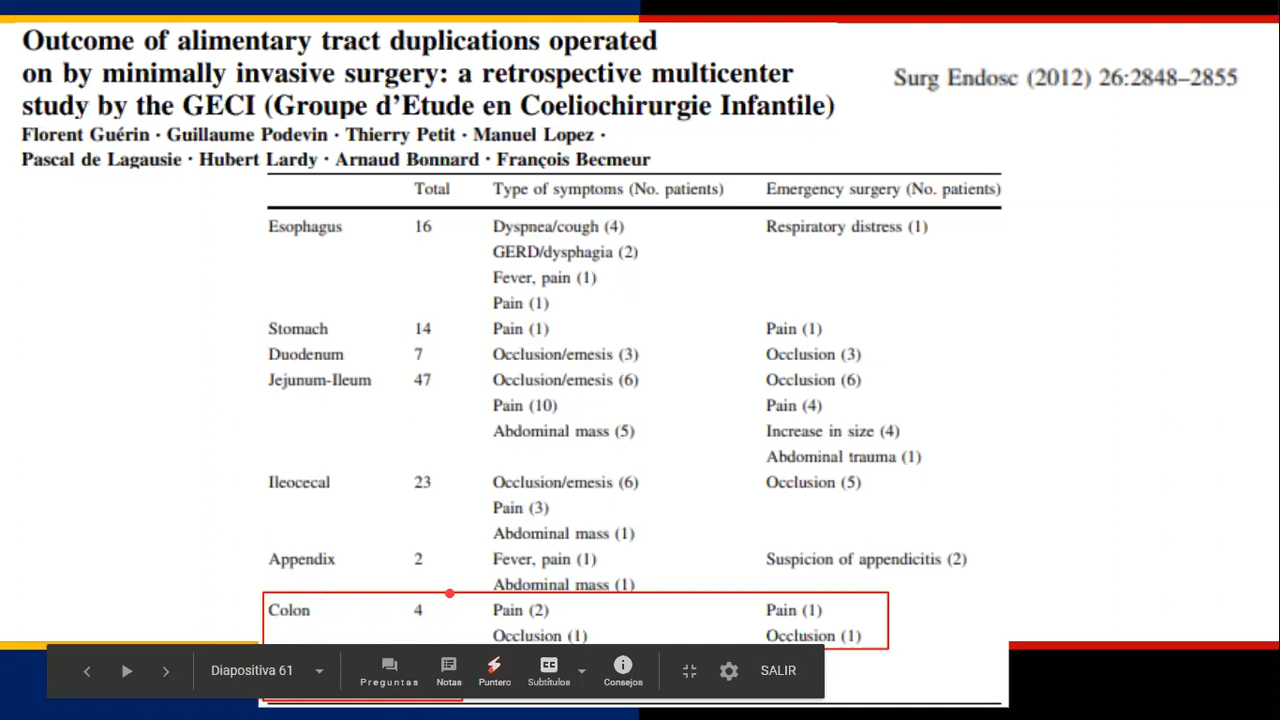 Outcome of alimentary tract duplications operated
on by minimally invasive surgery: a retrospective multicenter
study by the GECI (Groupe d'Etude en Coeliochirurgie Infantile)
Surg Endosc (2012) 26:2848–2855
Florent Guérin · Guillaume Podevin · Thierry Petit · Manuel Lopez ·
Pascal de Lagausie · Hubert Lardy · Arnaud Bonnard · François Becmeur
Total Type of symptoms (No. patients) Emergency surgery (No. patients)
Esophagus 16 Dyspnea/cough (4) Respiratory distress (1)
GERD/dysphagia (2)
Fever, pain (1)
Pain (1)
Stomach 14 Pain (1) Pain (1)
Duodenum 7 Occlusion/emesis (3) Occlusion (3)
Jejunum-Ileum 47 Occlusion/emesis (6) Occlusion (6)
Pain (10) Pain (4)
Abdominal mass (5) Increase in size (4)
Abdominal trauma (1)
Ileocecal 23 Occlusion/emesis (6) Occlusion (5)
Pain (3)
Abdominal mass (1)
Appendix 2 Fever, pain (1) Suspicion of appendicitis (2)
Abdominal mass (1)
Colon 4 Pain (2) Pain (1)
Occlusion (1) Occlusion (1)
Diapositiva 61 Preguntas Notas Puntero Subtítulos Consejos SALIR